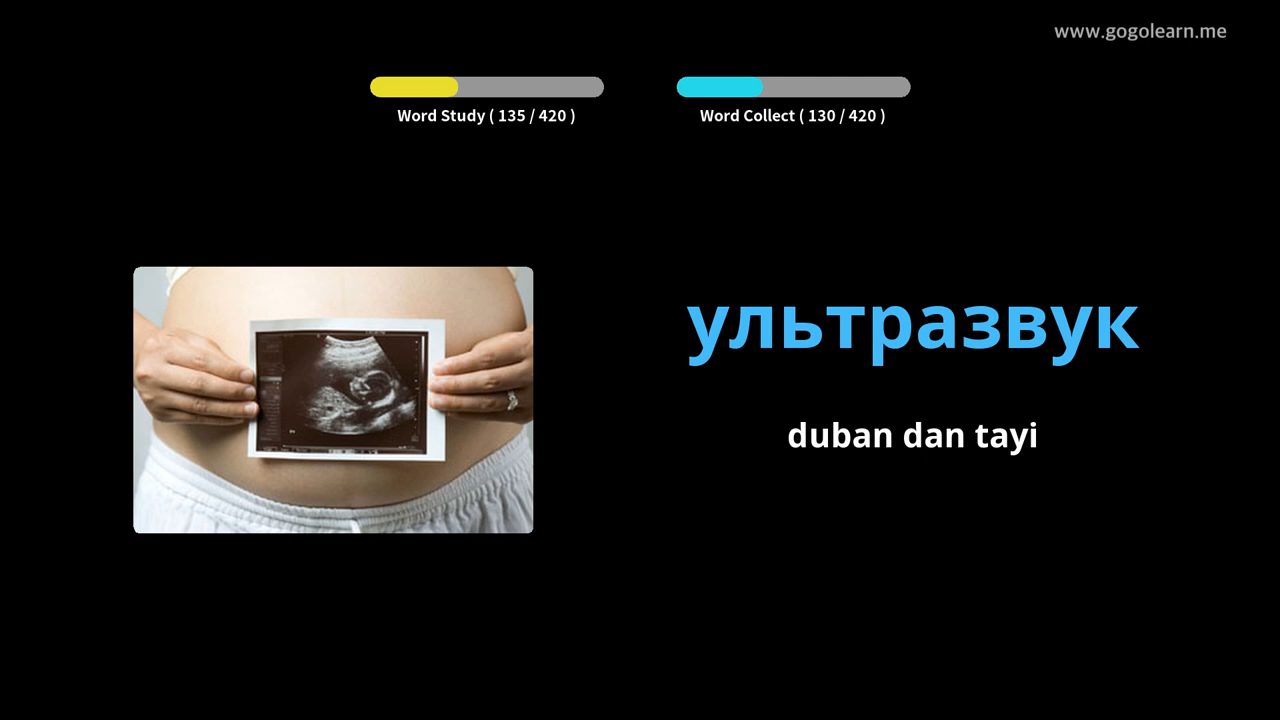 www.gogolearn.me
Word Study ( 135 / 420 )
Word Collect ( 130 / 420 )
ультразвук
duban dan tayi